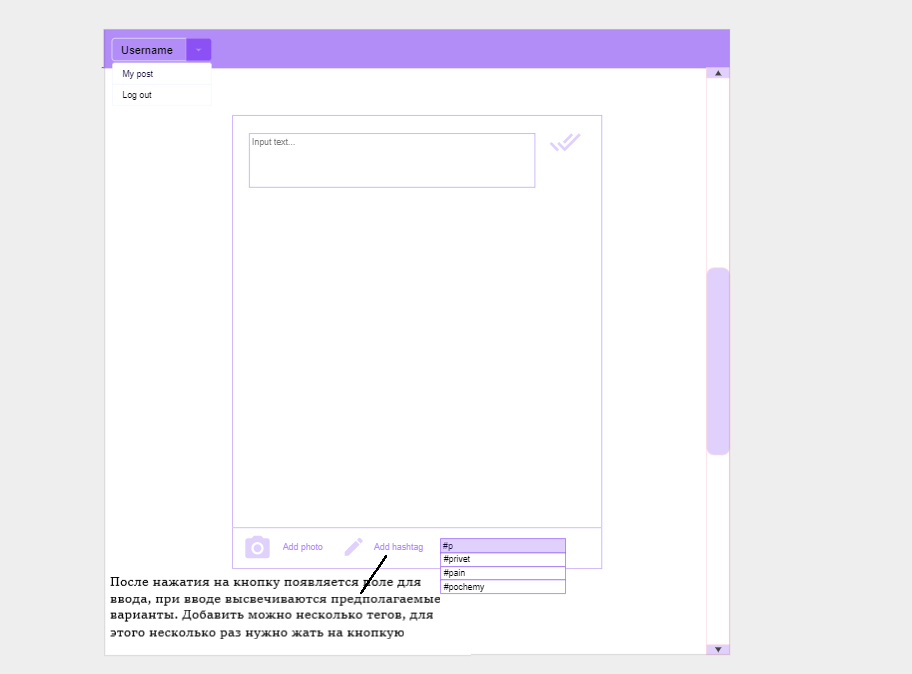 Username
My post
Log out
Input text...
Add photo
Add hashtag
#p
#privet
#pain
#pochemy
После нажатия на кнопку появляется поле для
ввода, при вводе высвечиваются предполагаемые
варианты. Добавить можно несколько тегов, для
этого несколько раз нужно жать на кнопкую